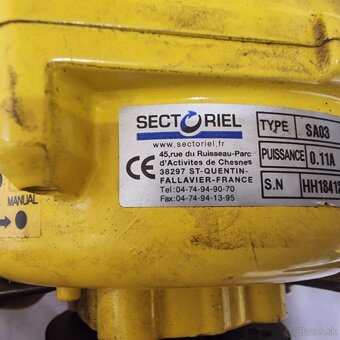 SECTORIEL
www.sectoriel.fr
45,rue du Ruisseau-Parc
d'Activites de Chesnes
38297 ST-QUENTIN-
FALLAVIER-FRANCE
Tel:04-74-94-90-70
Fax:04-74-94-13-95
CE
TYPE SA03
PUISSANCE 0.11A
S.N HH18412
MANUAL